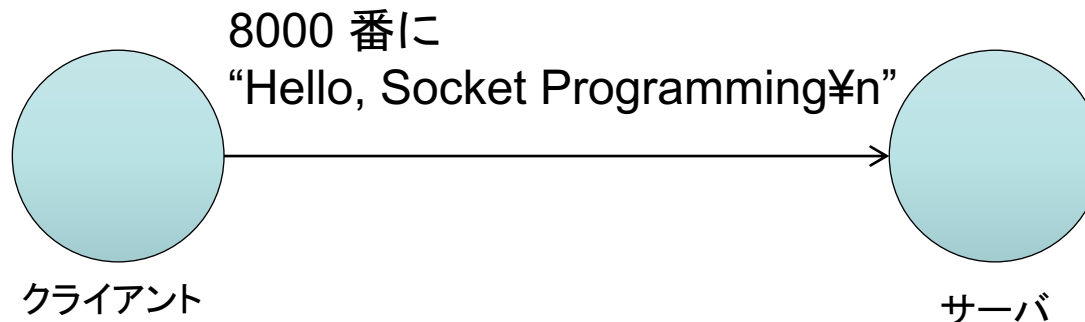 8000 番に
“Hello, Socket Programming¥n”
クライアント
サーバ